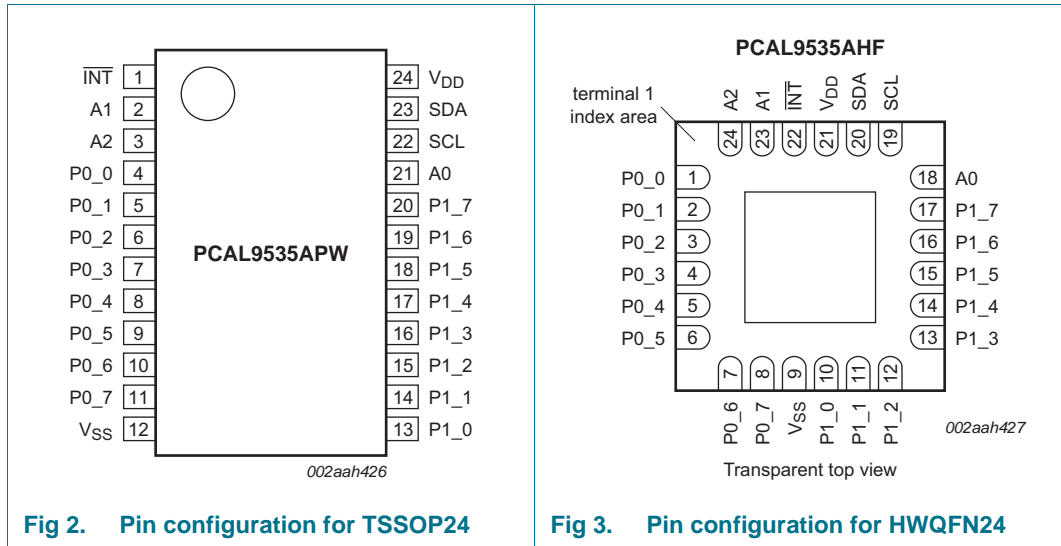 INT 1
A1 2
A2 3
P0_0 4
P0_1 5
P0_2 6
P0_3 7
P0_4 8
P0_5 9
P0_6 10
P0_7 11
VSS 12
PCAL9535APW
24 VDD
23 SDA
22 SCL
21 A0
20 P1_7
19 P1_6
18 P1_5
17 P1_4
16 P1_3
15 P1_2
14 P1_1
13 P1_0
002aah426
Fig 2. Pin configuration for TSSOP24
PCAL9535AHF
terminal 1
index area
A2 A1 INT VDD SDA SCL
24 23 22 21 20 19
P0_0 1
P0_1 2
P0_2 3
P0_3 4
P0_4 5
P0_5 6
18 A0
17 P1_7
16 P1_6
15 P1_5
14 P1_4
13 P1_3
7 8 9 10 11 12
P0_6 P0_7 VSS P1_0 P1_1 P1_2
002aah427
Transparent top view
Fig 3. Pin configuration for HWQFN24